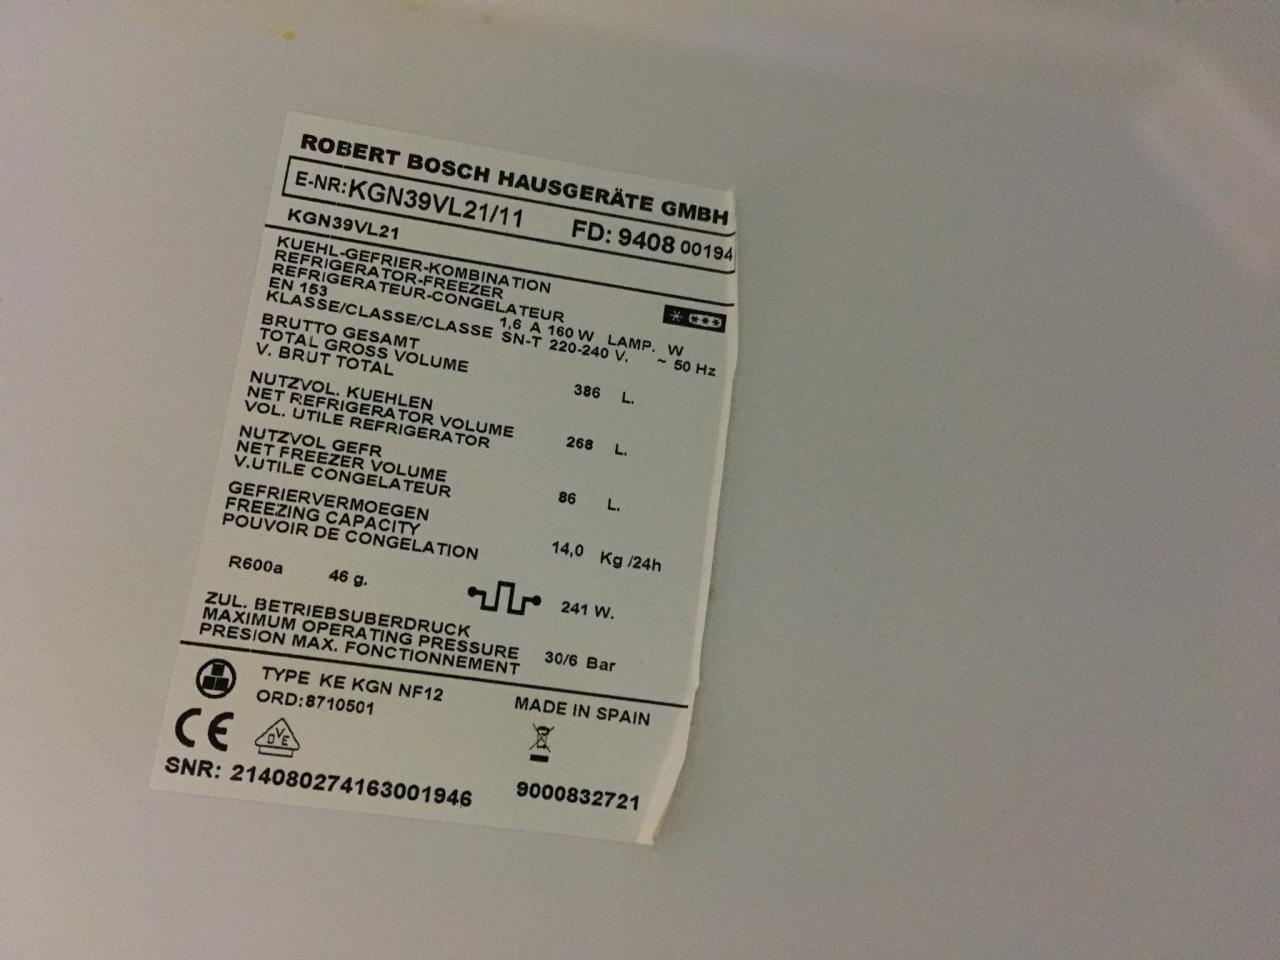 ROBERT BOSCH HAUSGERÄTE GMBH
E-NR:KGN39VL21/11 FD: 9408 00194
KGN39VL21
KUEHL-GEFRIER-KOMBINATION
REFRIGERATOR-FREEZER
REFRIGERATEUR-CONGELATEUR
EN 153 1,6 A 160 W LAMP. W
KLASSE/CLASSE/CLASSE SN-T 220-240 V. ~ 50 Hz
BRUTTO GESAMT
TOTAL GROSS VOLUME 386 L.
V. BRUT TOTAL
NUTZVOL. KUEHLEN
NET REFRIGERATOR VOLUME 268 L.
VOL. UTILE REFRIGERATOR
NUTZVOL GEFR
NET FREEZER VOLUME 86 L.
V.UTILE CONGELATEUR
GEFRIERVERMOEGEN
FREEZING CAPACITY 14,0 Kg /24h
POUVOIR DE CONGELATION
R600a 46 g. 241 W.
ZUL. BETRIEBSUBERDRUCK
MAXIMUM OPERATING PRESSURE 30/6 Bar
PRESION MAX. FONCTIONNEMENT
TYPE KE KGN NF12 MADE IN SPAIN
ORD:8710501
CE OVE
SNR: 214080274163001946 9000832721